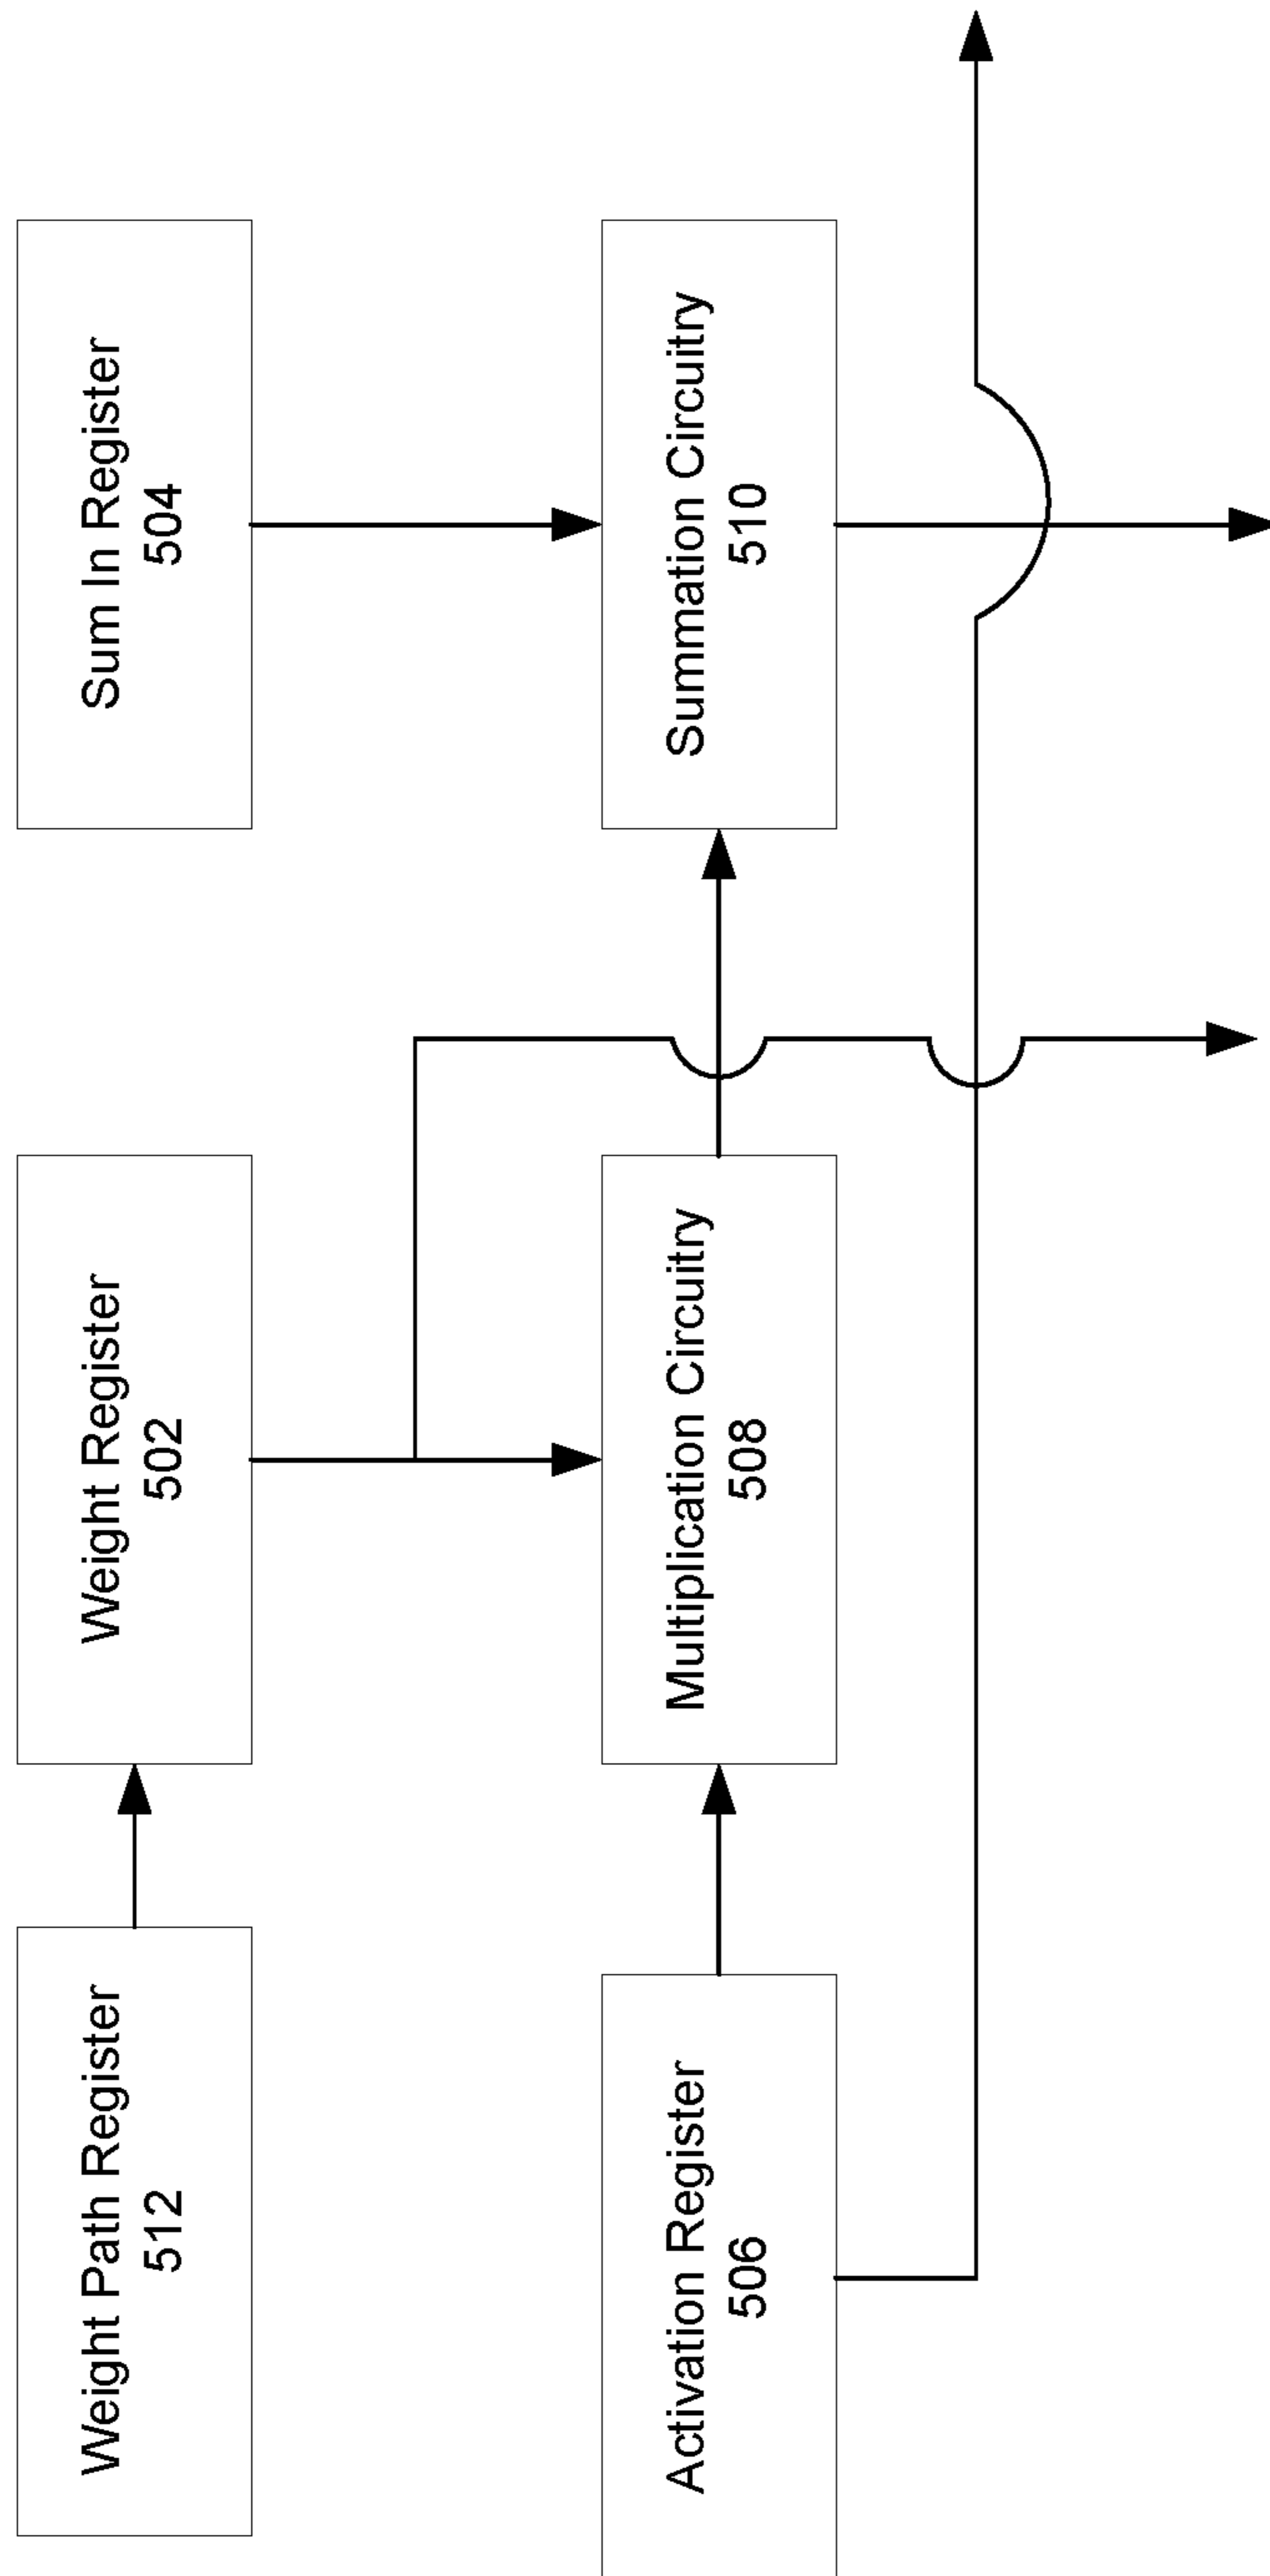 Weight Path Register
512
Weight Register
502
Sum In Register
504
Activation Register
506
Multiplication Circuitry
508
Summation Circuitry
510